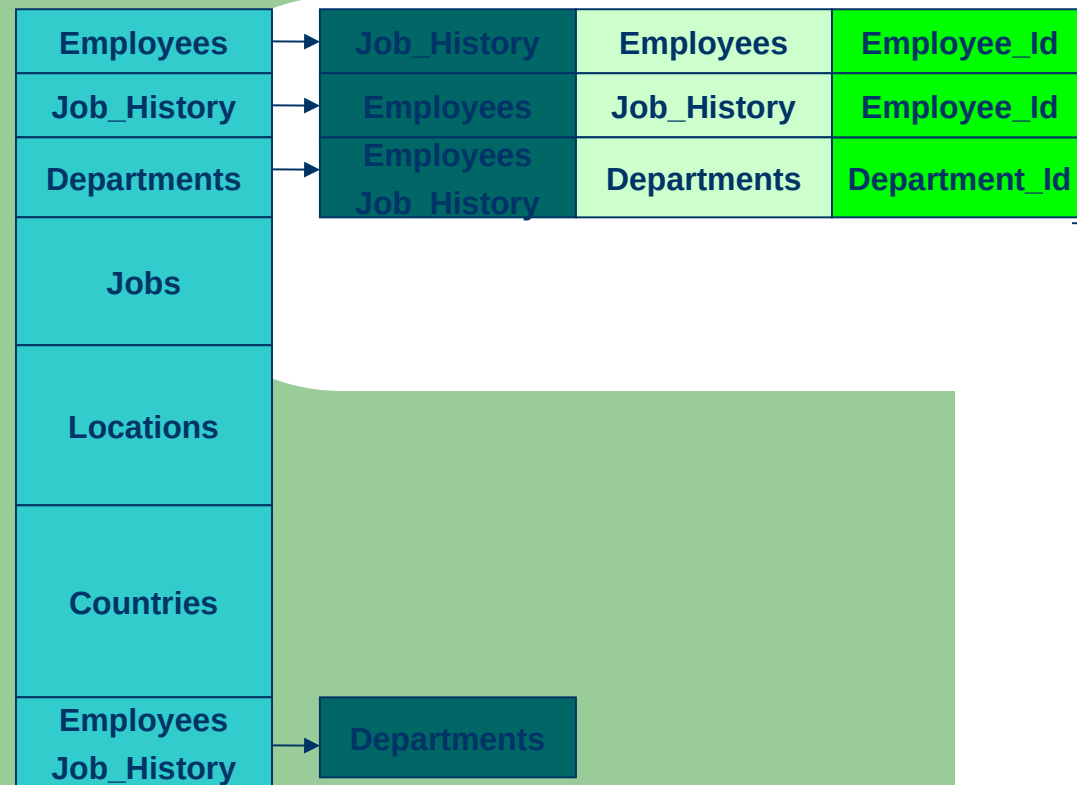 Employees Job_History Employees Employee_Id
Job_History Employees Job_History Employee_Id
Employees
Departments Departments Department_Id
Job_History
Jobs
Locations
Countries
Employees
Departments
Job_History